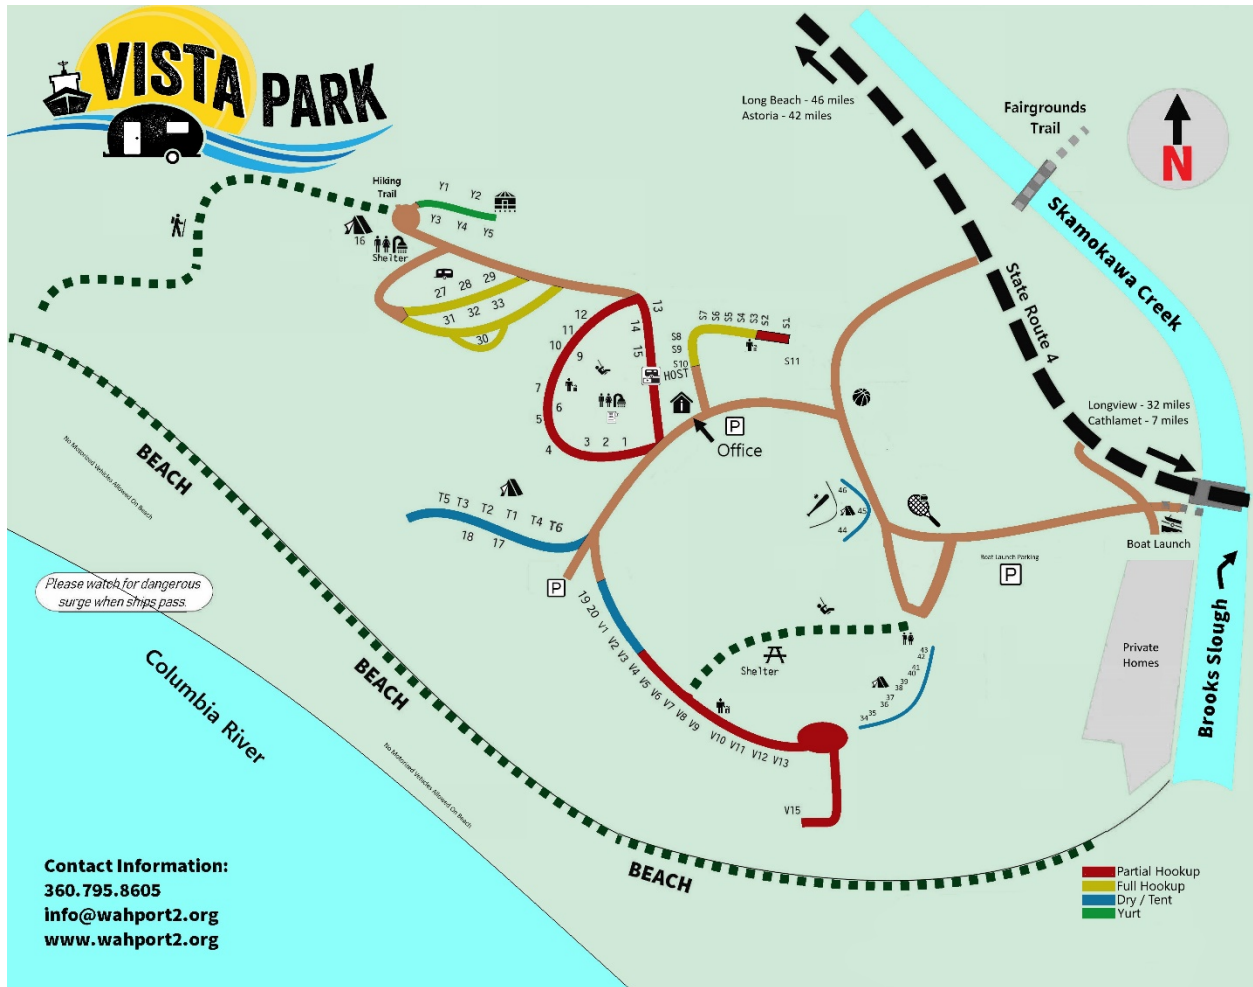 VISTA PARK
Long Beach - 46 miles
Astoria - 42 miles
Fairgrounds
Trail
N
Skamokawa Creek
State Route 4
Hiking
Trail
Y1
Y2
Y3
Y4
Y5
16
Shelter
27
28
29
31
32
33
30
13
12
14
11
15
10
9
7
6
5
4
3
2
1
HOST
S7
S6
S5
S4
S3
S2
S1
S8
S9
S10
S11
P
Office
Longview - 32 miles
Cathlamet - 7 miles
No Motorized Vehicles Allowed On Beach
BEACH
T5
T3
T2
T1
T4
T6
18
17
46
45
44
Boat Launch
Boat Launch Parking
P
P
Please watch for dangerous
surge when ships pass.
19
20
V1
V2
V3
V4
V5
V6
V7
V8
V9
V10
V11
V12
V13
V15
Shelter
43
42
41
40
39
38
37
36
35
34
Private
Homes
Brooks Slough
Columbia River
BEACH
No Motorized Vehicles Allowed On Beach
BEACH
Contact Information:
360.795.8605
info@wahport2.org
www.wahport2.org
Partial Hookup
Full Hookup
Dry / Tent
Yurt